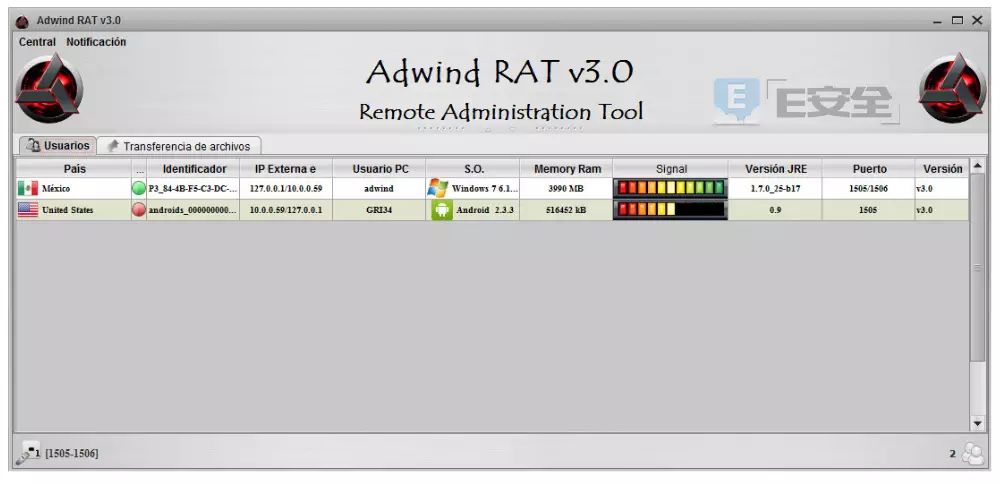 Adwind RAT v3.0
Central Notificación
Adwind RAT v3.0
Remote Administration Tool
E E安全
Usuarios Transferencia de archivos
País ... Identificador IP Externa e Usuario PC S.O. Memory Ram Signal Versión JRE Puerto Versión
México P3_84-4B-F5-C3-DC-... 127.0.0.1/10.0.0.59 adwind Windows 7 6.1... 3990 MB 1.7.0_25-b17 1505/1506 v3.0
United States androids_000000000... 10.0.0.59/127.0.0.1 GRI34 Android 2.3.3 516452 kB 0.9 1505 v3.0
1 [1505-1506] 2